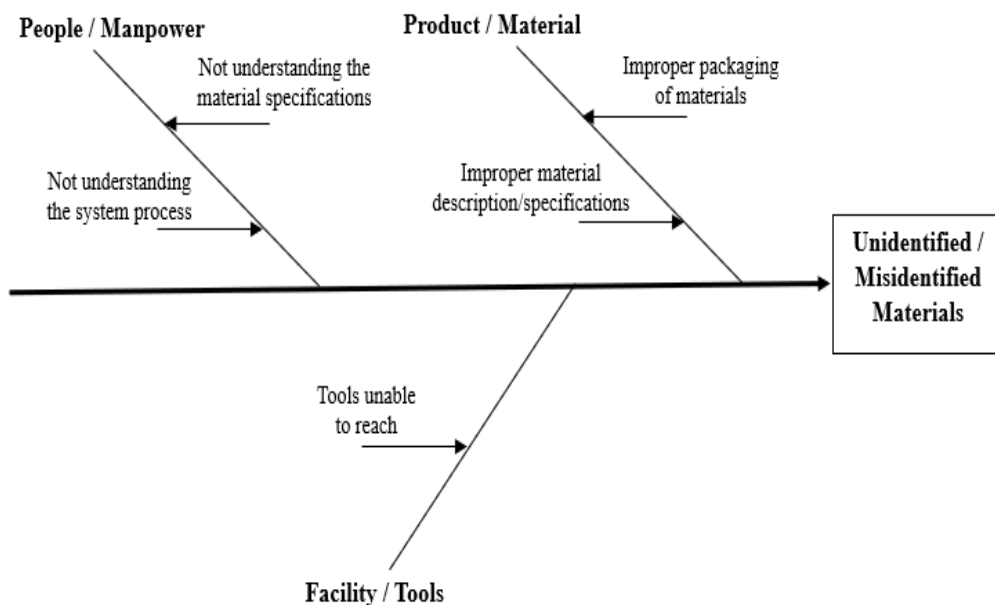 People / Manpower
Product / Material
Not understanding the
material specifications
Improper packaging
of materials
Not understanding
the system process
Improper material
description/specifications
Unidentified /
Misidentified
Materials
Tools unable
to reach
Facility / Tools